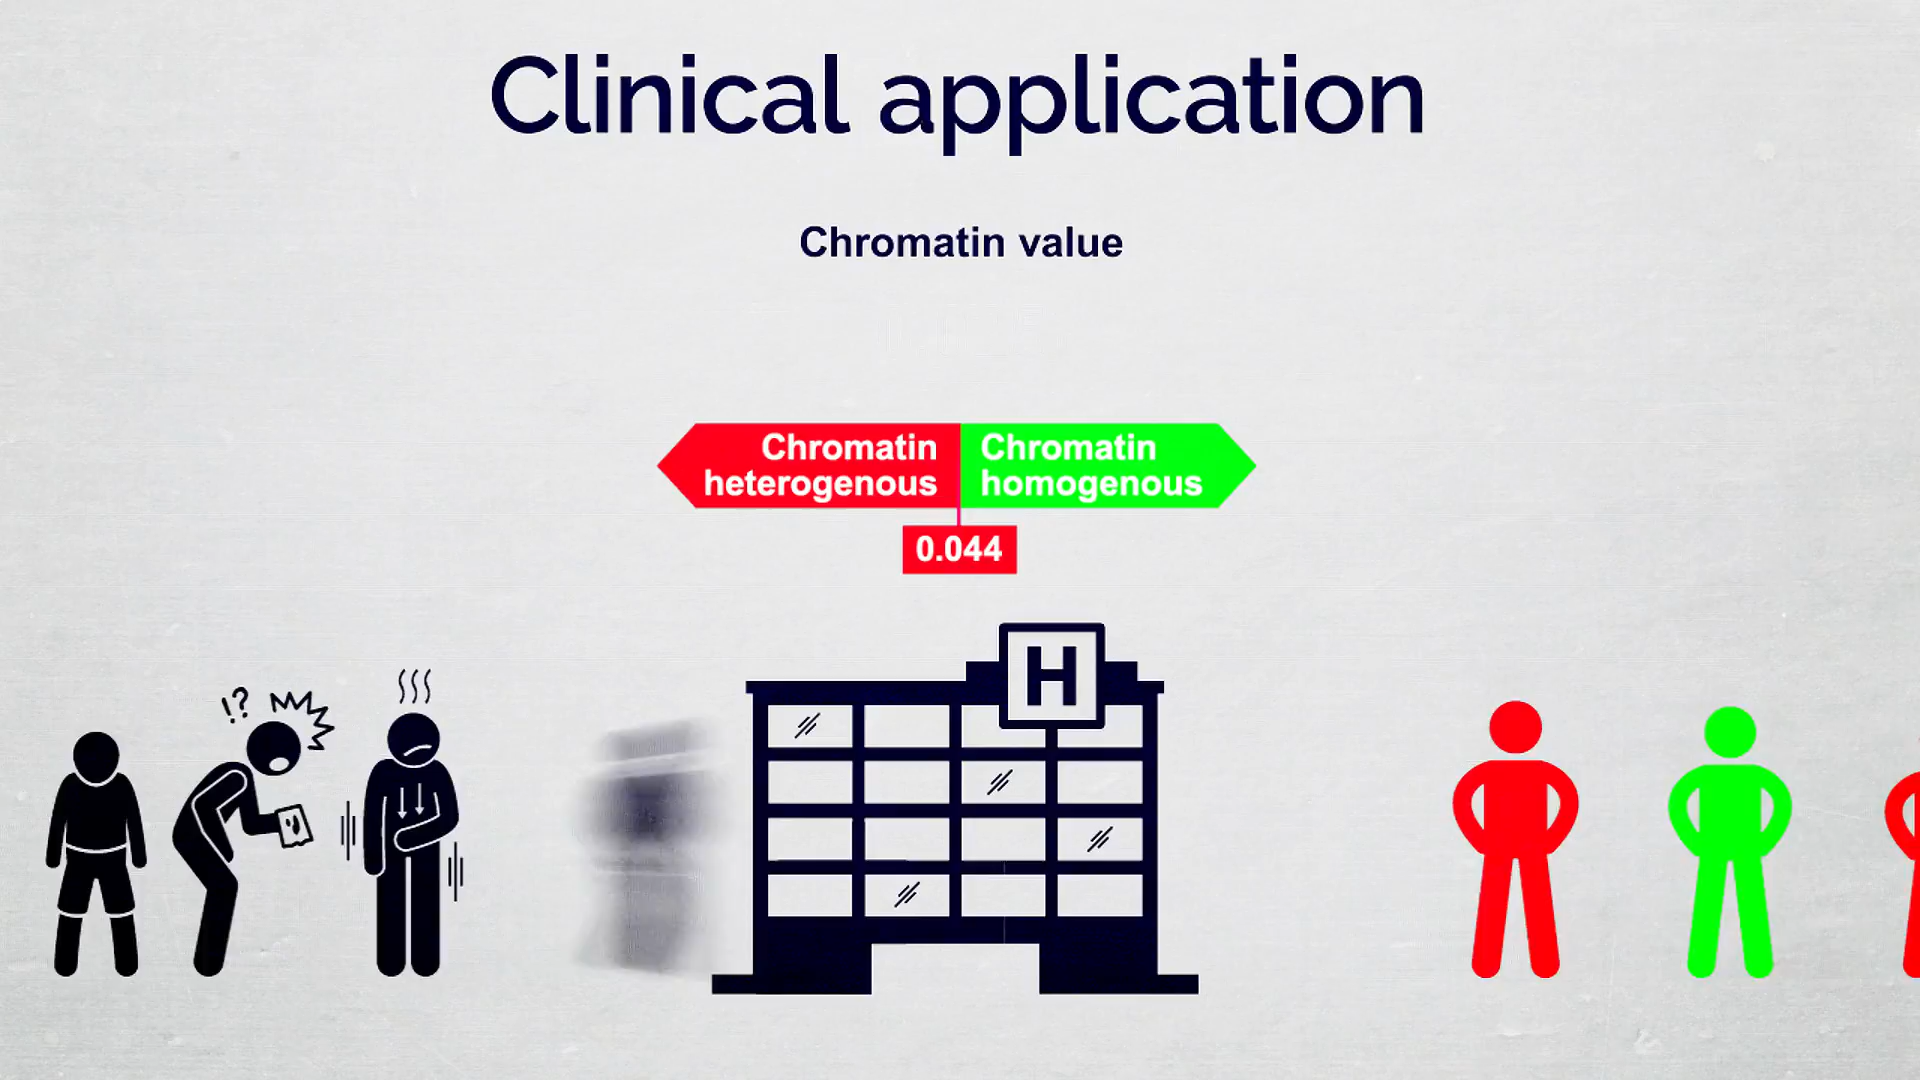 Clinical application
Chromatin value
Chromatin
heterogenous
Chromatin
homogenous
0.044
!?
H